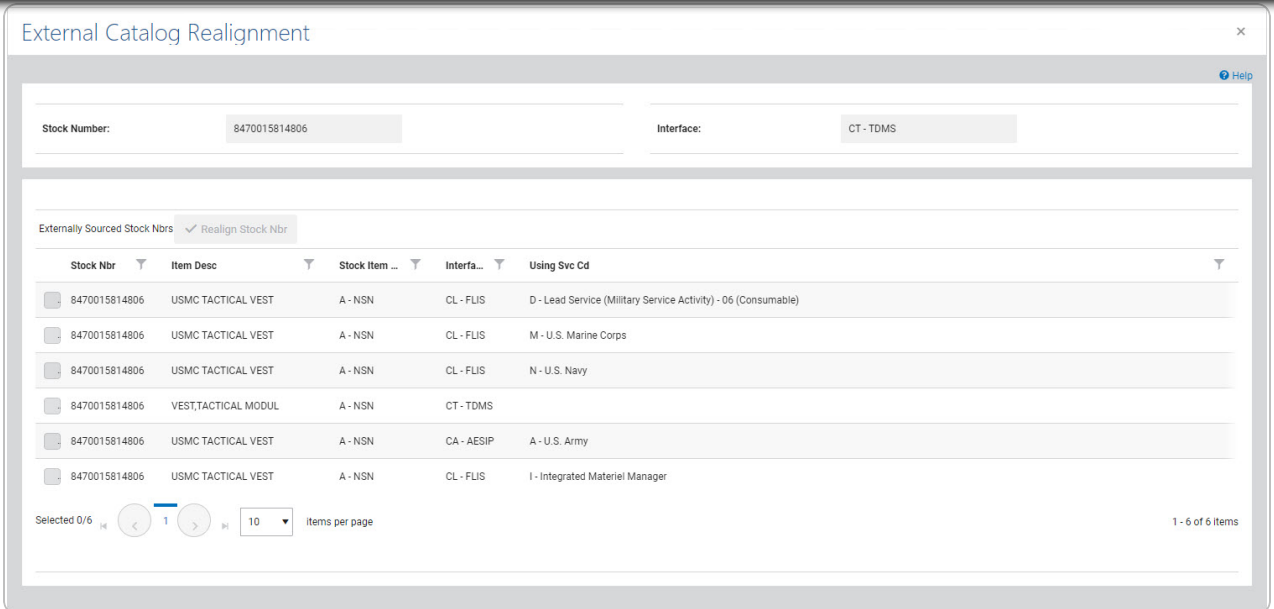 External Catalog Realignment ×
Help
Stock Number: 8470015814806 Interface: CT - TDMS
Externally Sourced Stock Nbrs Realign Stock Nbr
Stock Nbr Item Desc Stock Item ... Interfa... Using Svc Cd
8470015814806 USMC TACTICAL VEST A - NSN CL - FLIS D - Lead Service (Military Service Activity) - 06 (Consumable)
8470015814806 USMC TACTICAL VEST A - NSN CL - FLIS M - U.S. Marine Corps
8470015814806 USMC TACTICAL VEST A - NSN CL - FLIS N - U.S. Navy
8470015814806 VEST,TACTICAL MODUL A - NSN CT - TDMS
8470015814806 USMC TACTICAL VEST A - NSN CA - AESIP A - U.S. Army
8470015814806 USMC TACTICAL VEST A - NSN CL - FLIS I - Integrated Materiel Manager
Selected 0/6 1 10 items per page 1 - 6 of 6 items